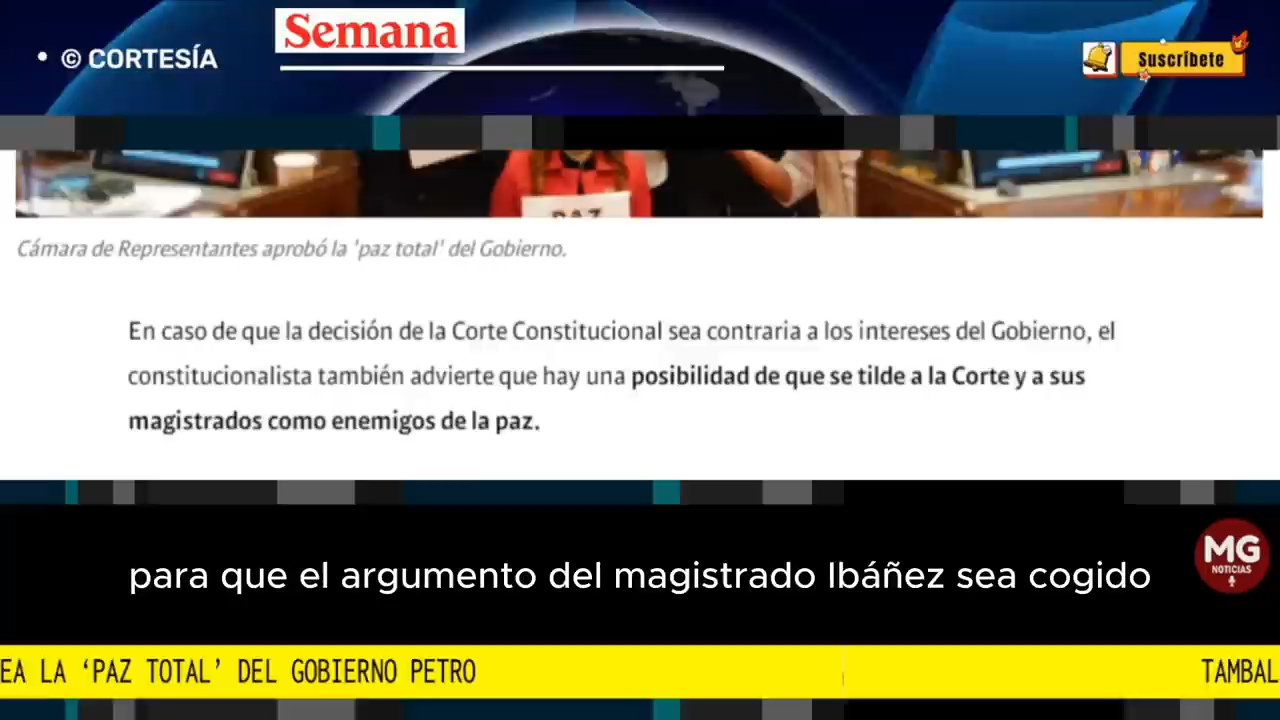 • © CORTESÍA
Semana
Suscríbete
PAZ
Cámara de Representantes aprobó la 'paz total' del Gobierno.
En caso de que la decisión de la Corte Constitucional sea contraria a los intereses del Gobierno, el
constitucionalista también advierte que hay una posibilidad de que se tilde a la Corte y a sus
magistrados como enemigos de la paz.
para que el argumento del magistrado Ibáñez sea cogido
MG
NOTICIAS
EA LA ‘PAZ TOTAL’ DEL GOBIERNO PETRO
TAMBAL